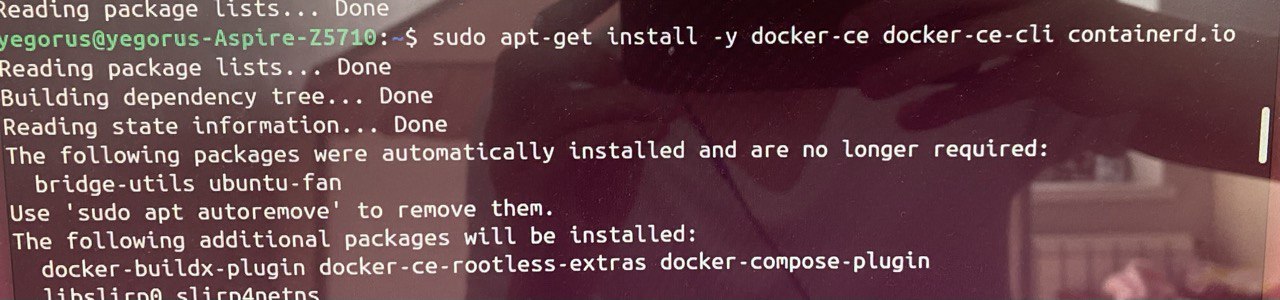 Reading package lists... Done
yegorus@yegorus-Aspire-Z5710:~$ sudo apt-get install -y docker-ce docker-ce-cli containerd.io
Reading package lists... Done
Building dependency tree... Done
Reading state information... Done
The following packages were automatically installed and are no longer required:
bridge-utils ubuntu-fan
Use 'sudo apt autoremove' to remove them.
The following additional packages will be installed:
docker-buildx-plugin docker-ce-rootless-extras docker-compose-plugin
libslirp0 slirp4netns